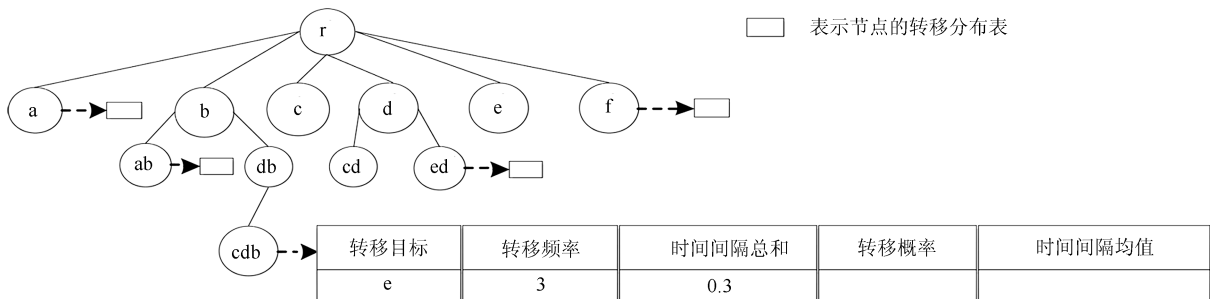 r
表示节点的转移分布表
a
b
c
d
e
f
ab
db
cd
ed
cdb
转移目标 转移频率 时间间隔总和 转移概率 时间间隔均值
e 3 0.3